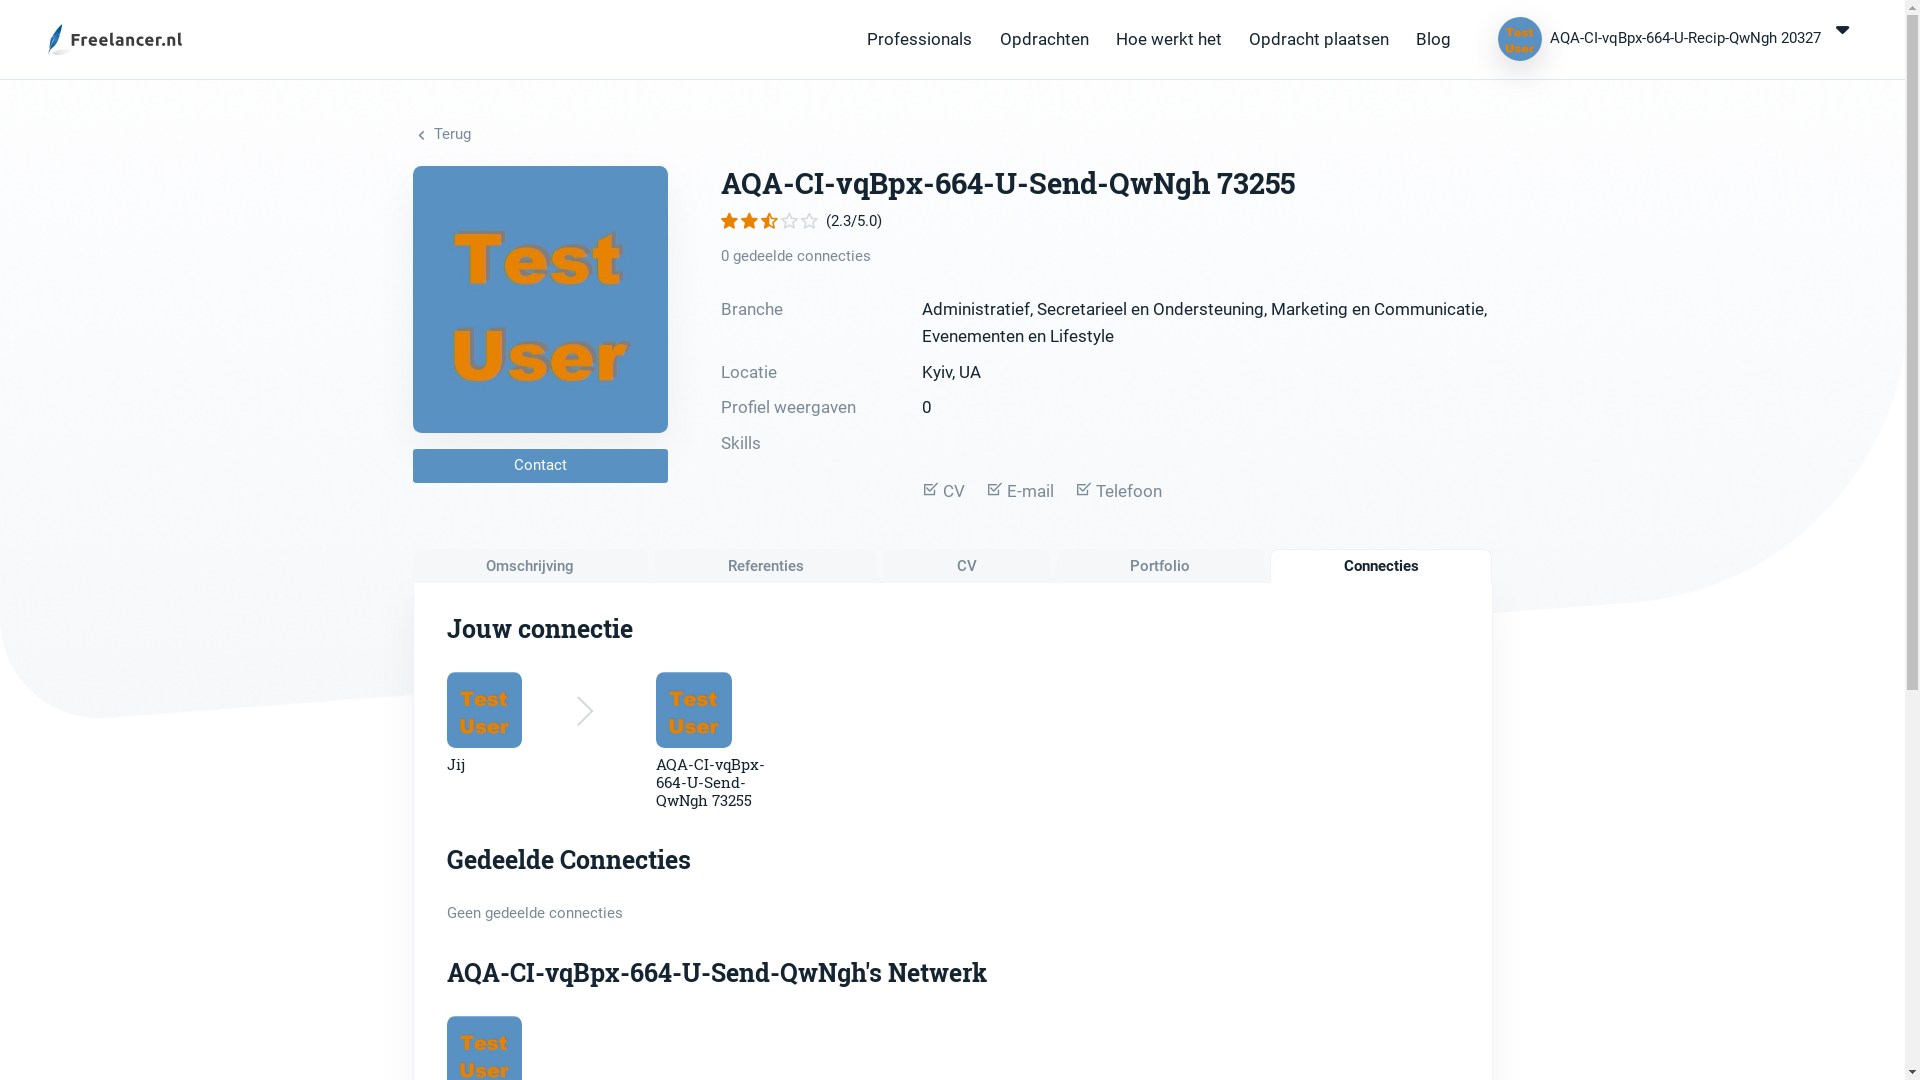 Freelancer.nl
Professionals
Opdrachten
Hoe werkt het
Opdracht plaatsen
Blog
Test
User
AQA-CI-vqBpx-664-U-Recip-QwNgh 20327
Terug
Test
User
Contact
AQA-CI-vqBpx-664-U-Send-QwNgh 73255
(2.3/5.0)
0 gedeelde connecties
Branche
Administratief, Secretarieel en Ondersteuning, Marketing en Communicatie,
Evenementen en Lifestyle
Locatie
Kyiv, UA
Profiel weergaven
0
Skills
CV
E-mail
Telefoon
Omschrijving
Referenties
CV
Portfolio
Connecties
Jouw connectie
Test
User
Jij
Test
User
AQA-CI-vqBpx-
664-U-Send-
QwNgh 73255
Gedeelde Connecties
Geen gedeelde connecties
AQA-CI-vqBpx-664-U-Send-QwNgh's Netwerk
Test
User